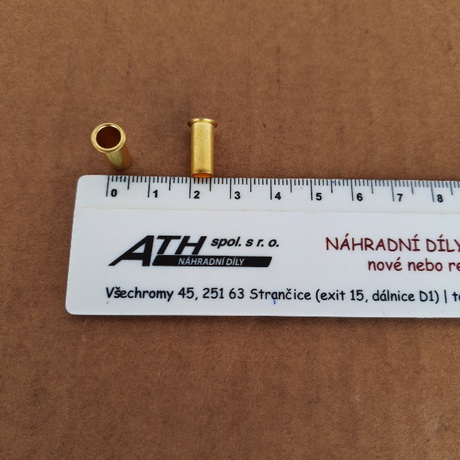 0 1 2 3 4 5 6 7 8
ATH spol. s r. o.
NÁHRADNÍ DÍLY
NÁHRADNÍ DÍLY
nové nebo re
Všechromy 45, 251 63 Strančice (exit 15, dálnice D1) | te